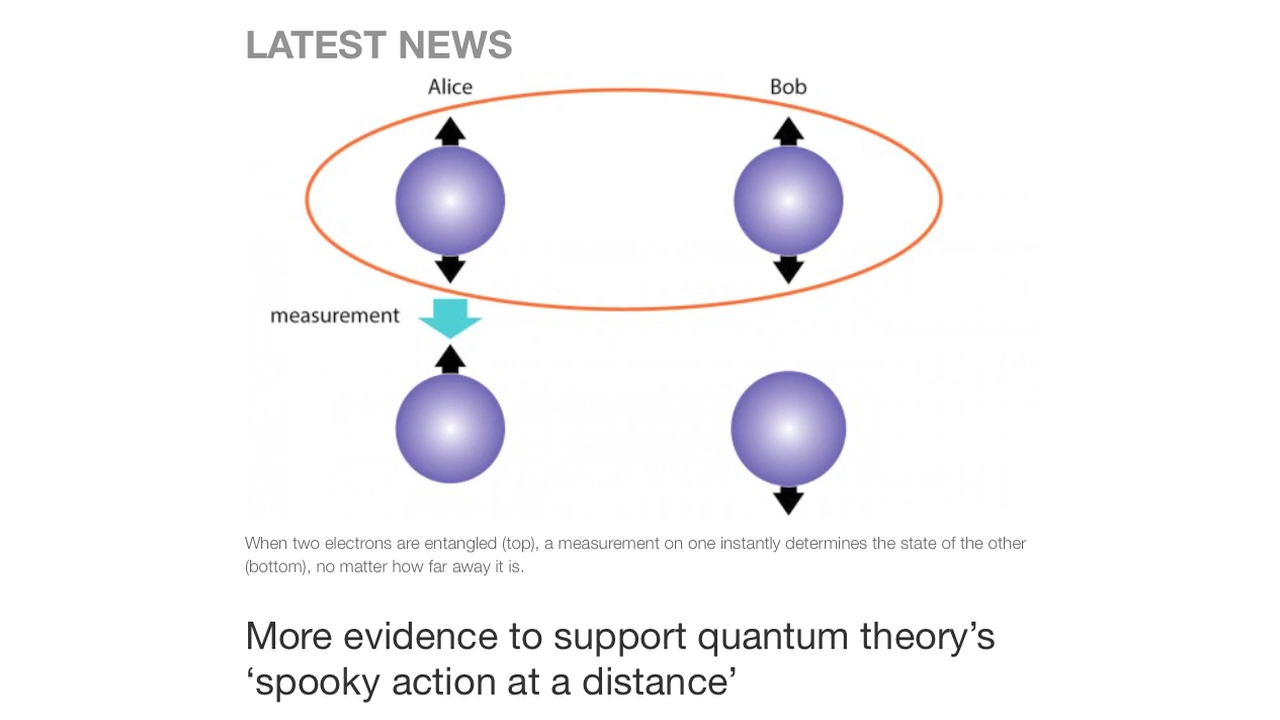 LATEST NEWS
Alice Bob
measurement
When two electrons are entangled (top), a measurement on one instantly determines the state of the other
(bottom), no matter how far away it is.
More evidence to support quantum theory’s
‘spooky action at a distance’